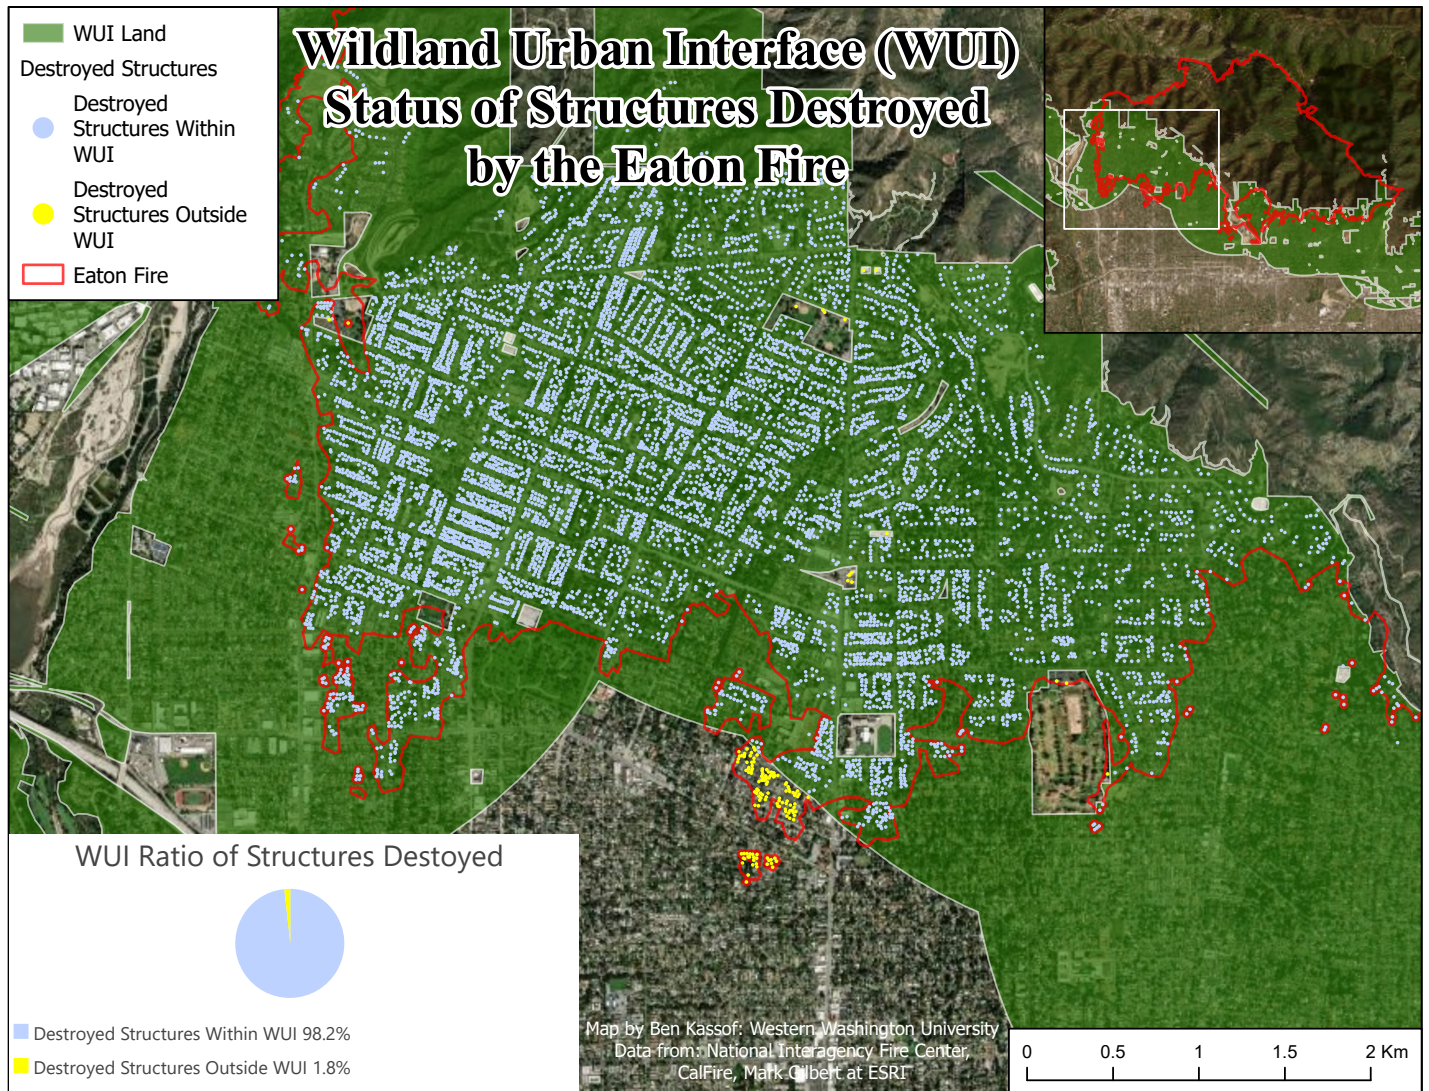 WUI Land
Destroyed Structures
Destroyed
Structures Within
WUI
Destroyed
Structures Outside
WUI
Eaton Fire
Wildland Urban Interface (WUI)
Status of Structures Destroyed
by the Eaton Fire
WUI Ratio of Structures Destoyed
Destroyed Structures Within WUI 98.2%
Destroyed Structures Outside WUI 1.8%
Map by Ben Kassof: Western Washington University
Data from: National Interagency Fire Center,
CalFire, Mark Gilbert at ESRI
0 0.5 1 1.5 2 Km